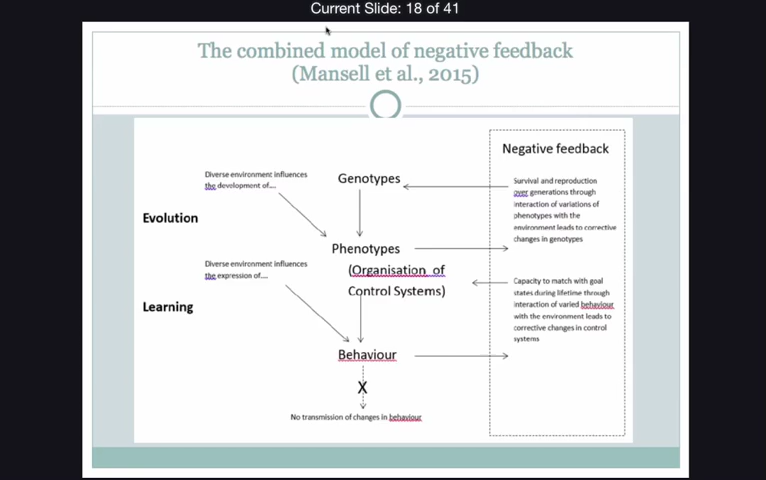 Current Slide: 18 of 41
The combined model of negative feedback
(Mansell et al., 2015)
Negative feedback
Diverse environment influences
the development of....
Genotypes
Survival and reproduction
over generations through
interaction of variations of
phenotypes with the
environment leads to corrective
changes in genotypes
Evolution
Phenotypes
(Organisation of
Control Systems)
Diverse environment influences
the expression of....
Capacity to match with goal
states during lifetime through
interaction of varied behaviour
with the environment leads to
corrective changes in control
systems
Learning
Behaviour
X
No transmission of changes in behaviour